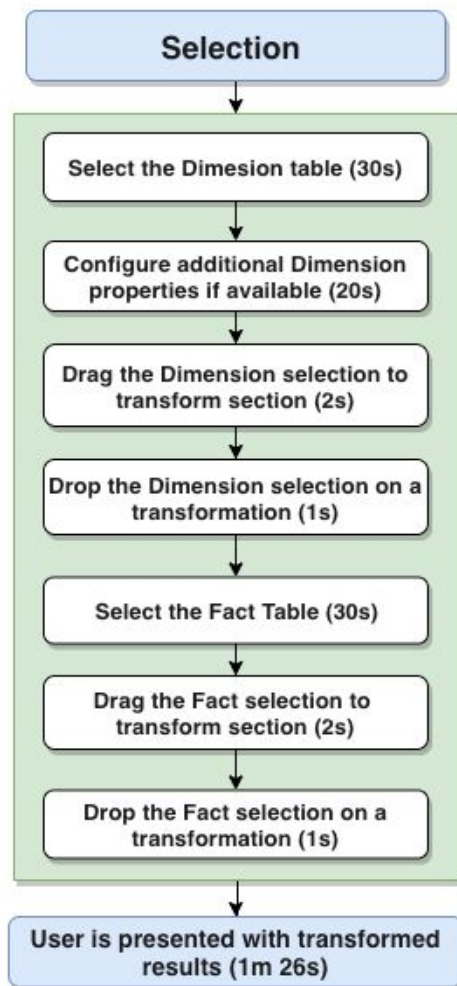 Selection
Select the Dimesion table (30s)
Configure additional Dimension
properties if available (20s)
Drag the Dimension selection to
transform section (2s)
Drop the Dimension selection on a
transformation (1s)
Select the Fact Table (30s)
Drag the Fact selection to
transform section (2s)
Drop the Fact selection on a
transformation (1s)
User is presented with transformed
results (1m 26s)